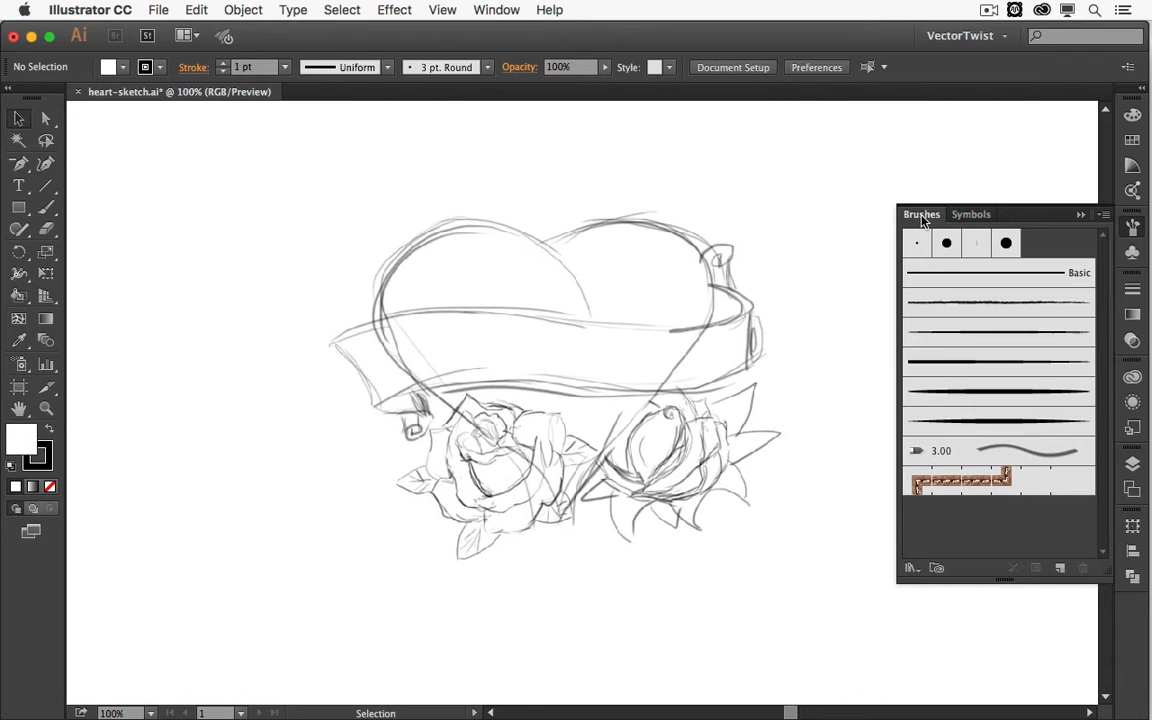 Illustrator CC File Edit Object Type Select Effect View Window Help
Ai Br St VectorTwist
No Selection Stroke: 1 pt Uniform 3 pt. Round Opacity: 100% Style: Document Setup Preferences
× heart-sketch.ai* @ 100% (RGB/Preview)
Brushes Symbols
Basic
3.00
100% 1 Selection